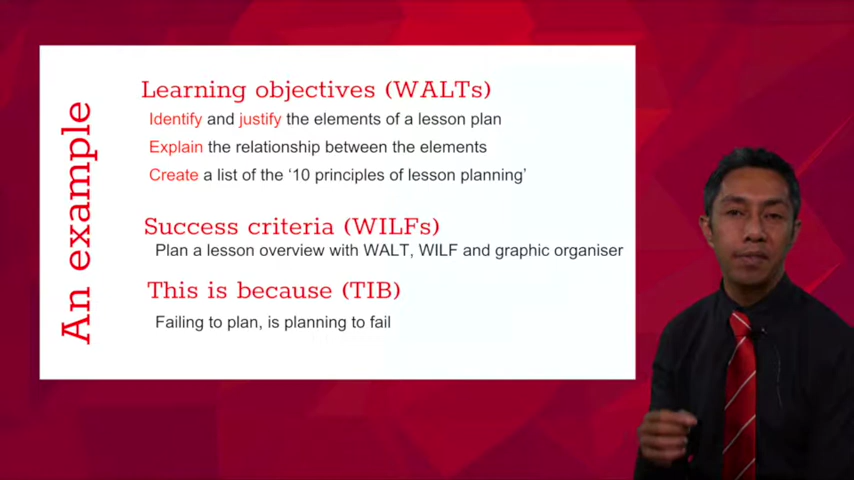 An example
Learning objectives (WALTs)
Identify and justify the elements of a lesson plan
Explain the relationship between the elements
Create a list of the ‘10 principles of lesson planning’
Success criteria (WILFs)
Plan a lesson overview with WALT, WILF and graphic organiser
This is because (TIB)
Failing to plan, is planning to fail